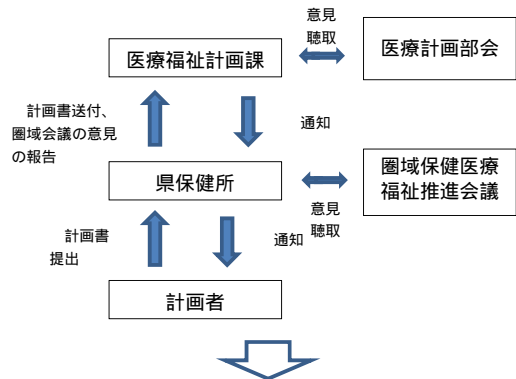 意見
聴取
医療福祉計画課
医療計画部会
計画書送付、
圏域会議の意見
の報告
通知
県保健所
圏域保健医療
福祉推進会議
意見
聴取
計画書
提出
通知
計画者